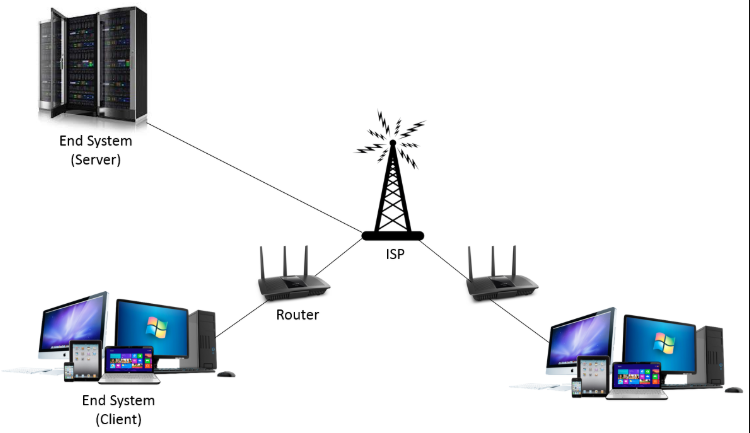 End System
(Server)
ISP
Router
End System
(Client)